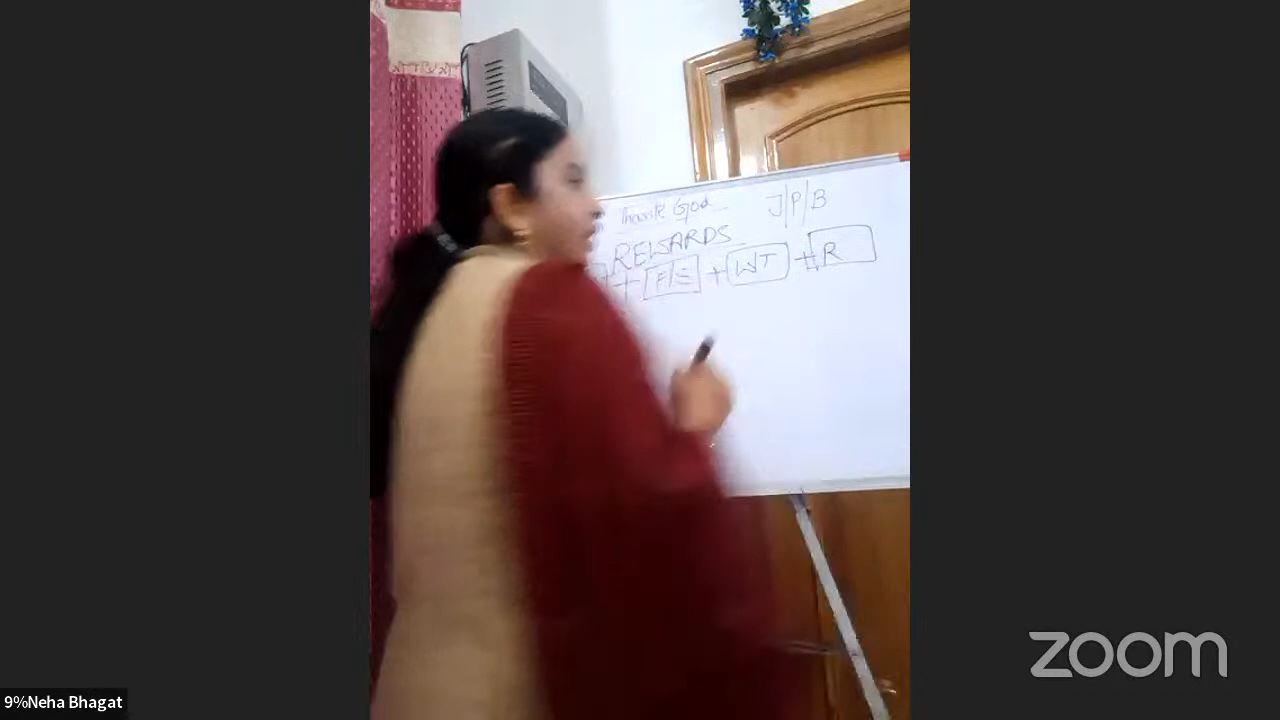 Thank God J|P|B
REWARDS
+ F/S + WT + R
zoom
9%Neha Bhagat